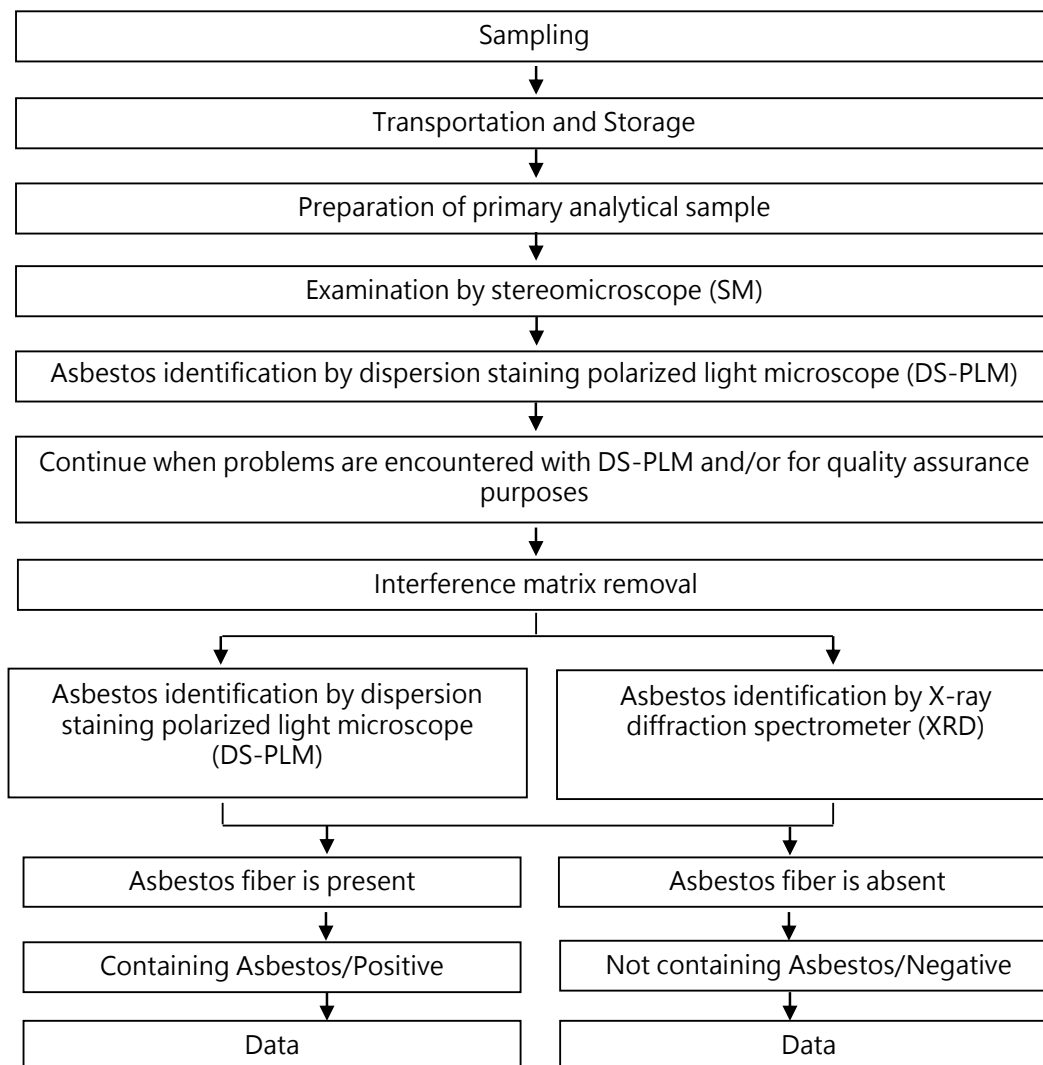 Sampling
Transportation and Storage
Preparation of primary analytical sample
Examination by stereomicroscope (SM)
Asbestos identification by dispersion staining polarized light microscope (DS-PLM)
Continue when problems are encountered with DS-PLM and/or for quality assurance
purposes
Interference matrix removal
Asbestos identification by dispersion
staining polarized light microscope
(DS-PLM)
Asbestos identification by X-ray
diffraction spectrometer (XRD)
Asbestos fiber is present
Asbestos fiber is absent
Containing Asbestos/Positive
Not containing Asbestos/Negative
Data
Data